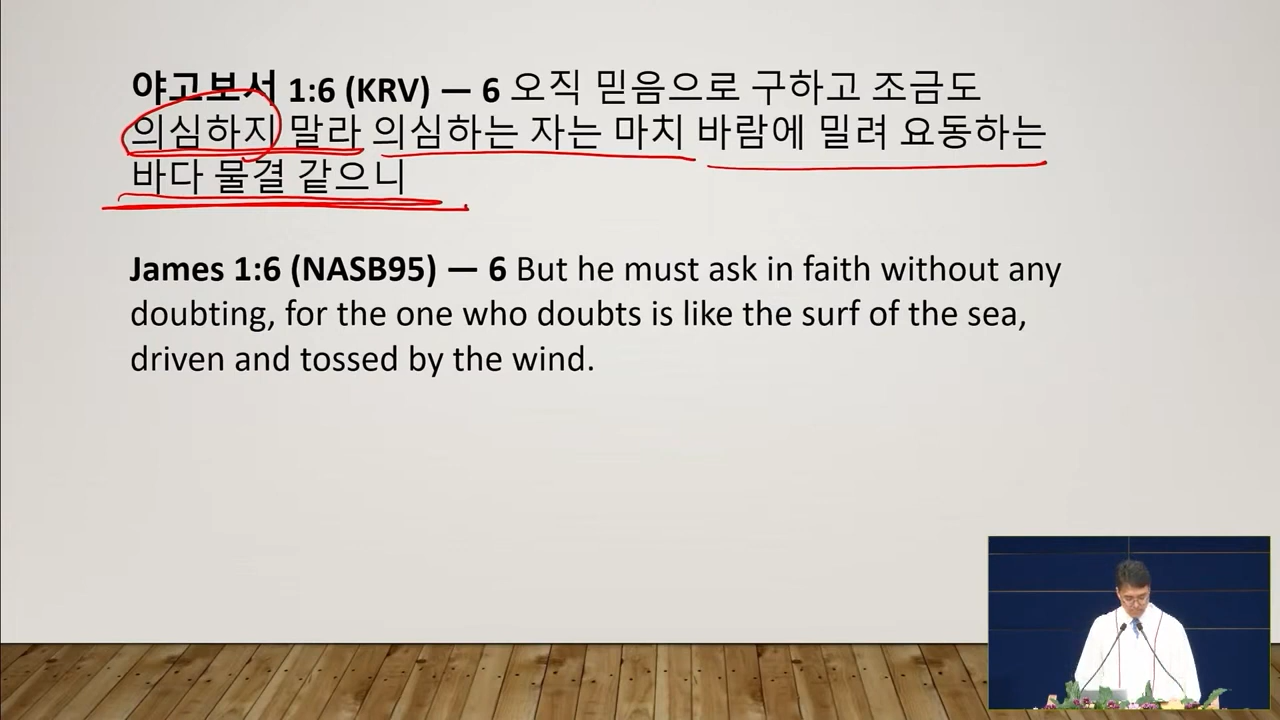 야고보서 1:6 (KRV) — 6 오직 믿음으로 구하고 조금도
의심하지 말라 의심하는 자는 마치 바람에 밀려 요동하는
바다 물결 같으니
James 1:6 (NASB95) — 6 But he must ask in faith without any
doubting, for the one who doubts is like the surf of the sea,
driven and tossed by the wind.